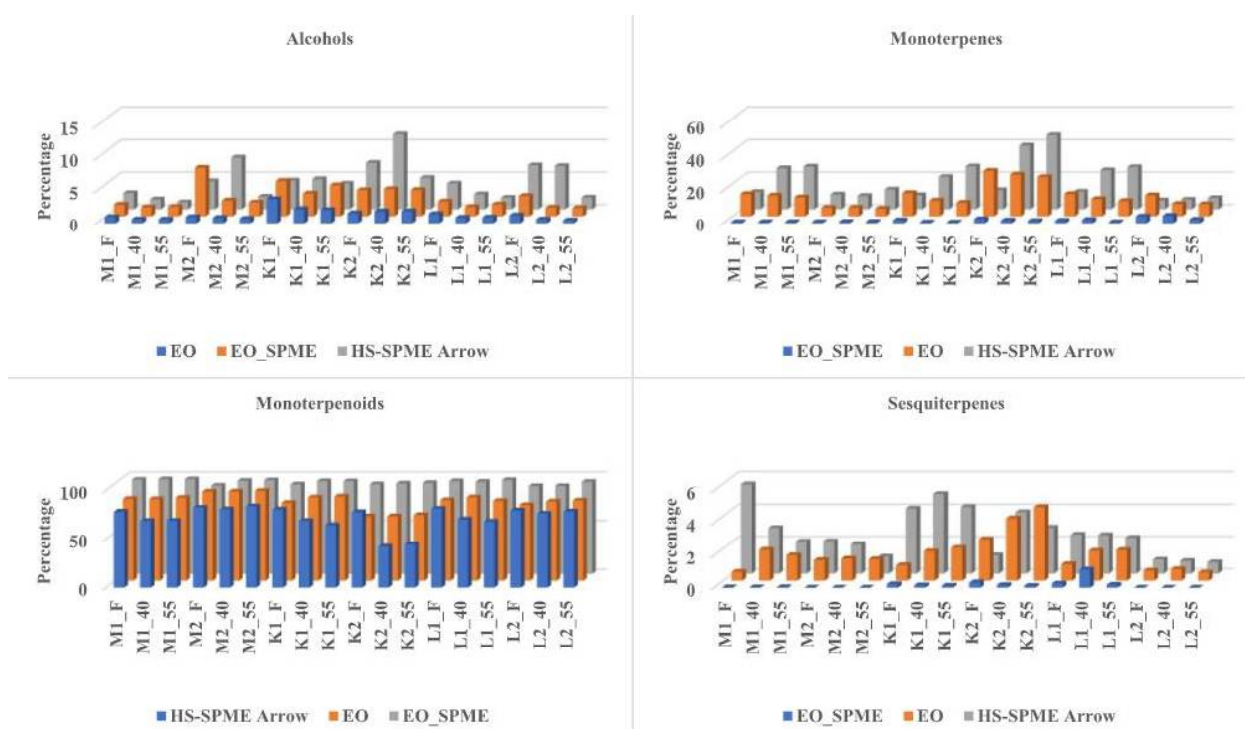 Alcohols
Percentage
15
10
5
0
M1_F
M1_40
M1_55
M2_F
M2_40
M2_55
K1_F
K1_40
K1_55
K2_F
K2_40
K2_55
L1_F
L1_40
L1_55
L2_F
L2_40
L2_55
EO EO_SPME HS-SPME Arrow
Monoterpenes
Percentage
60
40
20
0
M1_F
M1_40
M1_55
M2_F
M2_40
M2_55
K1_F
K1_40
K1_55
K2_F
K2_40
K2_55
L1_F
L1_40
L1_55
L2_F
L2_40
L2_55
EO_SPME EO HS-SPME Arrow
Monoterpenoids
Percentage
100
50
0
M1_F
M1_40
M1_55
M2_F
M2_40
M2_55
K1_F
K1_40
K1_55
K2_F
K2_40
K2_55
L1_F
L1_40
L1_55
L2_F
L2_40
L2_55
HS-SPME Arrow EO EO_SPME
Sesquiterpenes
Percentage
6
4
2
0
M1_F
M1_40
M1_55
M2_F
M2_40
M2_55
K1_F
K1_40
K1_55
K2_F
K2_40
K2_55
L1_F
L1_40
L1_55
L2_F
L2_40
L2_55
EO_SPME EO HS-SPME Arrow